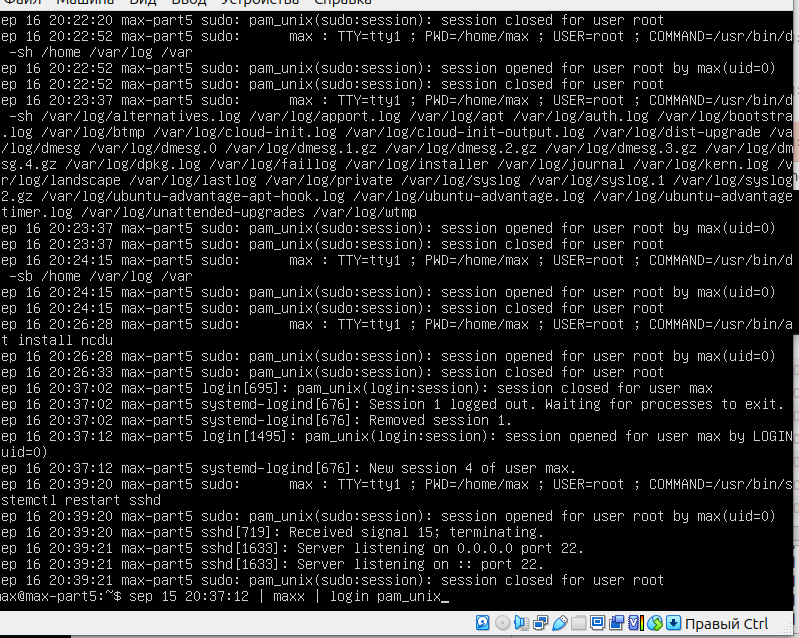 Файл Машина Вид Ввод Устройства Справка
ep 16 20:22:20 max-part5 sudo: pam_unix(sudo:session): session closed for user root
ep 16 20:22:52 max-part5 sudo:      max : TTY=tty1 ; PWD=/home/max ; USER=root ; COMMAND=/usr/bin/d
 -sh /home /var/log /var
ep 16 20:22:52 max-part5 sudo: pam_unix(sudo:session): session opened for user root by max(uid=0)
ep 16 20:22:52 max-part5 sudo: pam_unix(sudo:session): session closed for user root
ep 16 20:23:37 max-part5 sudo:      max : TTY=tty1 ; PWD=/home/max ; USER=root ; COMMAND=/usr/bin/d
 -sh /var/log/alternatives.log /var/log/apport.log /var/log/apt /var/log/auth.log /var/log/bootstra
.log /var/log/btmp /var/log/cloud-init.log /var/log/cloud-init-output.log /var/log/dist-upgrade /va
/log/dmesg /var/log/dmesg.0 /var/log/dmesg.1.gz /var/log/dmesg.2.gz /var/log/dmesg.3.gz /var/log/dm
sg.4.gz /var/log/dpkg.log /var/log/faillog /var/log/installer /var/log/journal /var/log/kern.log /v
r/log/landscape /var/log/lastlog /var/log/private /var/log/syslog /var/log/syslog.1 /var/log/syslog
2.gz /var/log/ubuntu-advantage-apt-hook.log /var/log/ubuntu-advantage.log /var/log/ubuntu-advantage
timer.log /var/log/unattended-upgrades /var/log/wtmp
ep 16 20:23:37 max-part5 sudo: pam_unix(sudo:session): session opened for user root by max(uid=0)
ep 16 20:23:37 max-part5 sudo: pam_unix(sudo:session): session closed for user root
ep 16 20:24:15 max-part5 sudo:      max : TTY=tty1 ; PWD=/home/max ; USER=root ; COMMAND=/usr/bin/d
 -sb /home /var/log /var
ep 16 20:24:15 max-part5 sudo: pam_unix(sudo:session): session opened for user root by max(uid=0)
ep 16 20:24:15 max-part5 sudo: pam_unix(sudo:session): session closed for user root
ep 16 20:26:28 max-part5 sudo:      max : TTY=tty1 ; PWD=/home/max ; USER=root ; COMMAND=/usr/bin/a
t install ncdu
ep 16 20:26:28 max-part5 sudo: pam_unix(sudo:session): session opened for user root by max(uid=0)
ep 16 20:26:33 max-part5 sudo: pam_unix(sudo:session): session closed for user root
ep 16 20:37:02 max-part5 login[695]: pam_unix(login:session): session closed for user max
ep 16 20:37:02 max-part5 systemd-logind[676]: Session 1 logged out. Waiting for processes to exit.
ep 16 20:37:02 max-part5 systemd-logind[676]: Removed session 1.
ep 16 20:37:12 max-part5 login[1495]: pam_unix(login:session): session opened for user max by LOGIN
uid=0)
ep 16 20:37:12 max-part5 systemd-logind[676]: New session 4 of user max.
ep 16 20:39:20 max-part5 sudo:      max : TTY=tty1 ; PWD=/home/max ; USER=root ; COMMAND=/usr/bin/s
stemctl restart sshd
ep 16 20:39:20 max-part5 sudo: pam_unix(sudo:session): session opened for user root by max(uid=0)
ep 16 20:39:20 max-part5 sshd[719]: Received signal 15; terminating.
ep 16 20:39:21 max-part5 sshd[1633]: Server listening on 0.0.0.0 port 22.
ep 16 20:39:21 max-part5 sshd[1633]: Server listening on :: port 22.
ep 16 20:39:21 max-part5 sudo: pam_unix(sudo:session): session closed for user root
ax@max-part5:~$ sep 15 20:37:12 | maxx | login pam_unix_
Правый Ctrl